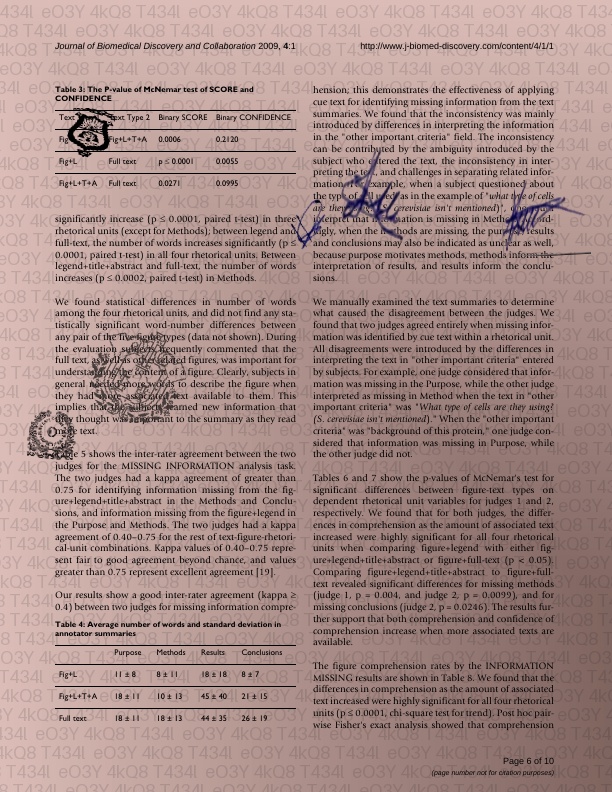 Journal of Biomedical Discovery and Collaboration 2009, 4:1
http://www.j-biomed-discovery.com/content/4/1/1
Table 3: The P-value of McNemar test of SCORE and
CONFIDENCE
Text Text Type 2 Binary SCORE Binary CONFIDENCE
Fig+L+T+A 0.0006 0.2120
Fig+L Full text p ≤ 0.0001 0.0055
Fig+L+T+A Full text 0.0271 0.0995
significantly increase (p ≤ 0.0001, paired t-test) in three
rhetorical units (except for Methods); between legend and
full-text, the number of words increases significantly (p ≤
0.0001, paired t-test) in all four rhetorical units. Between
legend+title+abstract and full-text, the number of words
increases (p ≤ 0.0002, paired t-test) in Methods.
We found statistical differences in number of words
among the four rhetorical units, and did not find any sta-
tistically significant word-number differences between
any pair of the five figure types (data not shown). During
the evaluation subjects frequently commented that the
full text, as well as other related figures, was important for
understanding the content of a figure. Clearly, subjects in
general needed more words to describe the figure when
they had more associated text available to them. This
implies that the subjects learned new information that
they thought was important to the summary as they read
more text.
Table 5 shows the inter-rater agreement between the two
judges for the MISSING INFORMATION analysis task.
The two judges had a kappa agreement of greater than
0.75 for identifying information missing from the fig-
ure+legend+title+abstract in the Methods and Conclu-
sions, and information missing from the figure+legend in
the Purpose and Methods. The two judges had a kappa
agreement of 0.40–0.75 for the rest of text-figure-rhetori-
cal-unit combinations. Kappa values of 0.40–0.75 repre-
sent fair to good agreement beyond chance, and values
greater than 0.75 represent excellent agreement [19].
Our results show a good inter-rater agreement (kappa ≥
0.4) between two judges for missing information compre-
Table 4: Average number of words and standard deviation in
annotator summaries
Purpose Methods Results Conclusions
Fig+L 11 ± 8 8 ± 11 18 ± 18 8 ± 7
Fig+L+T+A 18 ± 11 10 ± 13 45 ± 40 21 ± 15
Full text 18 ± 11 18 ± 13 44 ± 35 26 ± 19
hension; this demonstrates the effectiveness of applying
cue text for identifying missing information from the text
summaries. We found that the inconsistency was mainly
introduced by differences in interpreting the information
in the "other important criteria" field. The inconsistency
can be contributed by the ambiguity introduced by the
subject who entered the text, the inconsistency in inter-
preting the text, and challenges in separating related infor-
mation. For example, when a subject questioned about
the type of as in the example of "what type of cells
are they cerevisiae isn't mentioned)",
interpret that information is missing in
ingly, when the methods are missing, the purpose results
and conclusions may also be indicated as unclear as well,
because purpose motivates methods, methods inform the
interpretation of results, and results inform the conclu-
sions.
We manually examined the text summaries to determine
what caused the disagreement between the judges. We
found that two judges agreed entirely when missing infor-
mation was identified by cue text within a rhetorical unit.
All disagreements were introduced by the differences in
interpreting the text in "other important criteria" entered
by subjects. For example, one judge considered that infor-
mation was missing in the Purpose, while the other judge
interpreted as missing in Method when the text in "other
important criteria" was "What type of cells are they using?
(S. cerevisiae isn't mentioned)." When the "other important
criteria" was "background of this protein," one judge con-
sidered that information was missing in Purpose, while
the other judge did not.
Tables 6 and 7 show the p-values of McNemar's test for
significant differences between figure-text types on
dependent rhetorical unit variables for judges 1 and 2,
respectively. We found that for both judges, the differ-
ences in comprehension as the amount of associated text
increased were highly significant for all four rhetorical
units when comparing figure+legend with either fig-
ure+legend+title+abstract or figure+full-text (p < 0.05).
Comparing figure+legend+title+abstract to figure+full-
text revealed significant differences for missing methods
(judge 1, p = 0.004, and judge 2, p = 0.0099), and for
missing conclusions (judge 2, p = 0.0246). The results fur-
ther support that both comprehension and confidence of
comprehension increase when more associated texts are
available.
The figure comprehension rates by the INFORMATION
MISSING results are shown in Table 8. We found that the
differences in comprehension as the amount of associated
text increased were highly significant for all four rhetorical
units (p ≤ 0.0001, chi-square test for trend). Post hoc pair-
wise Fisher's exact analysis showed that comprehension
Page 6 of 10
(page number not for citation purposes)